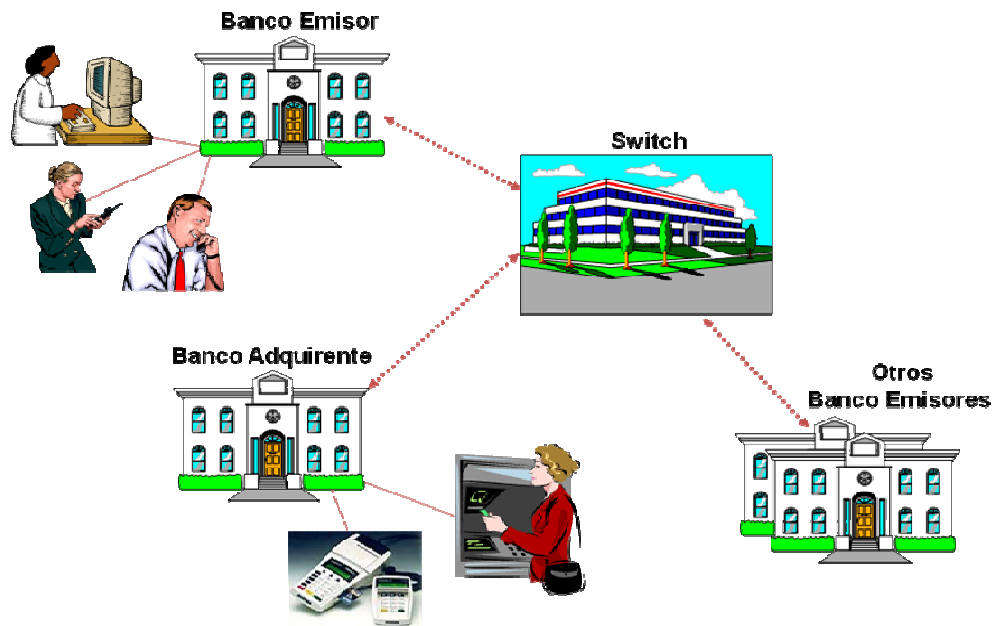 Banco Emisor
Switch
Banco Adquirente
Otros
Banco Emisores